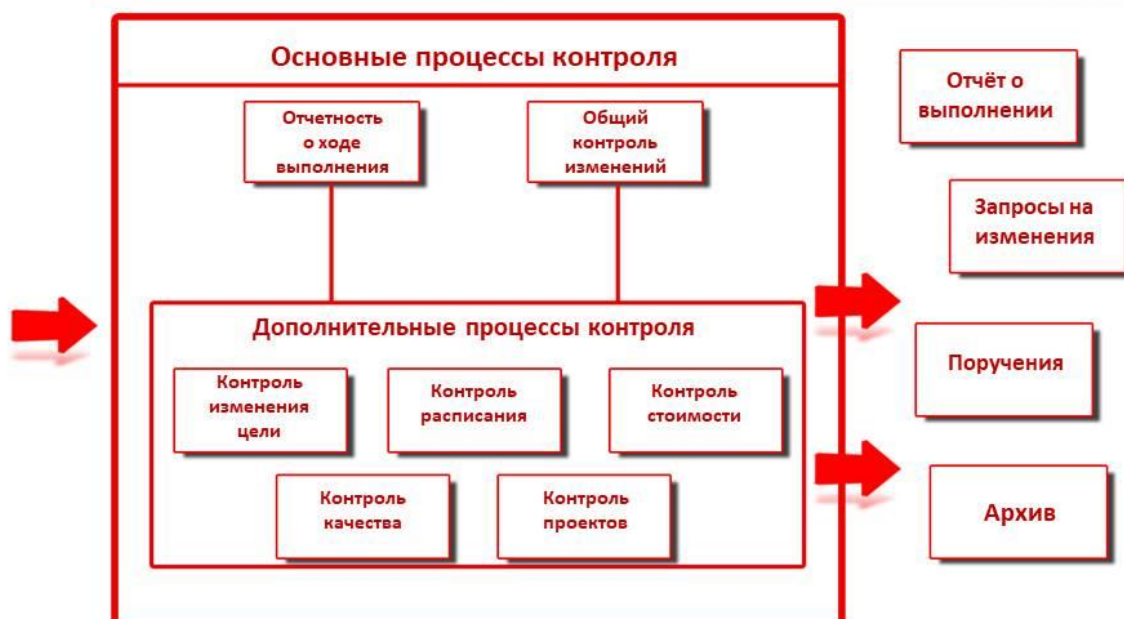 Основные процессы контроля
Отчетность
о ходе
выполнения
Общий
контроль
изменений
Дополнительные процессы контроля
Контроль
изменения
цели
Контроль
расписания
Контроль
стоимости
Контроль
качества
Контроль
проектов
Отчёт о
выполнении
Запросы на
изменения
Поручения
Архив